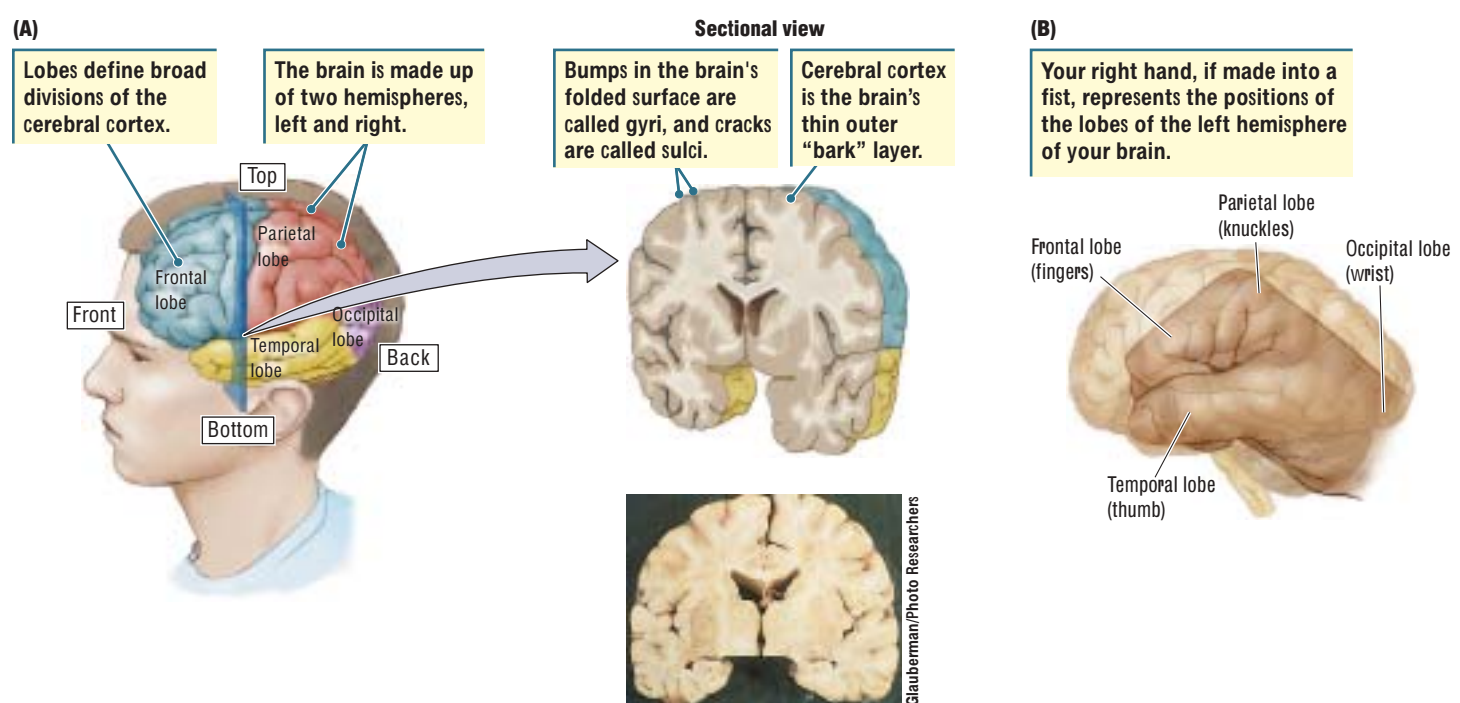 (A)
Lobes define broad
divisions of the
cerebral cortex.
The brain is made up
of two hemispheres,
left and right.
Top
Parietal
lobe
Frontal
lobe
Front
Occipital
lobe
Temporal
lobe
Back
Bottom
Sectional view
Bumps in the brain's
folded surface are
called gyri, and cracks
are called sulci.
Cerebral cortex
is the brain’s
thin outer
“bark” layer.
Glauberman/Photo Researchers
(B)
Your right hand, if made into a
fist, represents the positions of
the lobes of the left hemisphere
of your brain.
Parietal lobe
(knuckles)
Frontal lobe
(fingers)
Occipital lobe
(wrist)
Temporal lobe
(thumb)